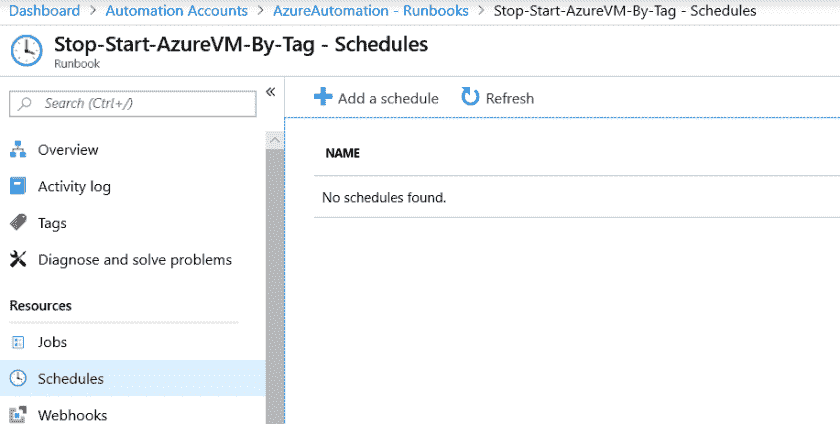 Dashboard > Automation Accounts > AzureAutomation - Runbooks > Stop-Start-AzureVM-By-Tag - Schedules
Stop-Start-AzureVM-By-Tag - Schedules
Runbook
Search (Ctrl+/)
«
Add a schedule
Refresh
Overview
Activity log
Tags
Diagnose and solve problems
Resources
Jobs
Schedules
Webhooks
NAME
No schedules found.